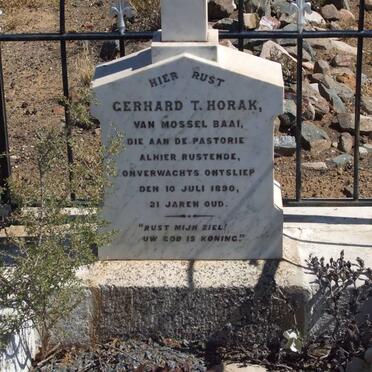 HIER RUST
GERHARD T. HORAK,
VAN MOSSEL BAAI,
DIE AAN DE PASTORIE
ALHIER RUSTENDE,
ONVERWACHTS ONTSLIEP
DEN 10 JULI 1890,
21 JAREN OUD.
"RUST MIJN ZIEL!
UW GOD IS KONING."